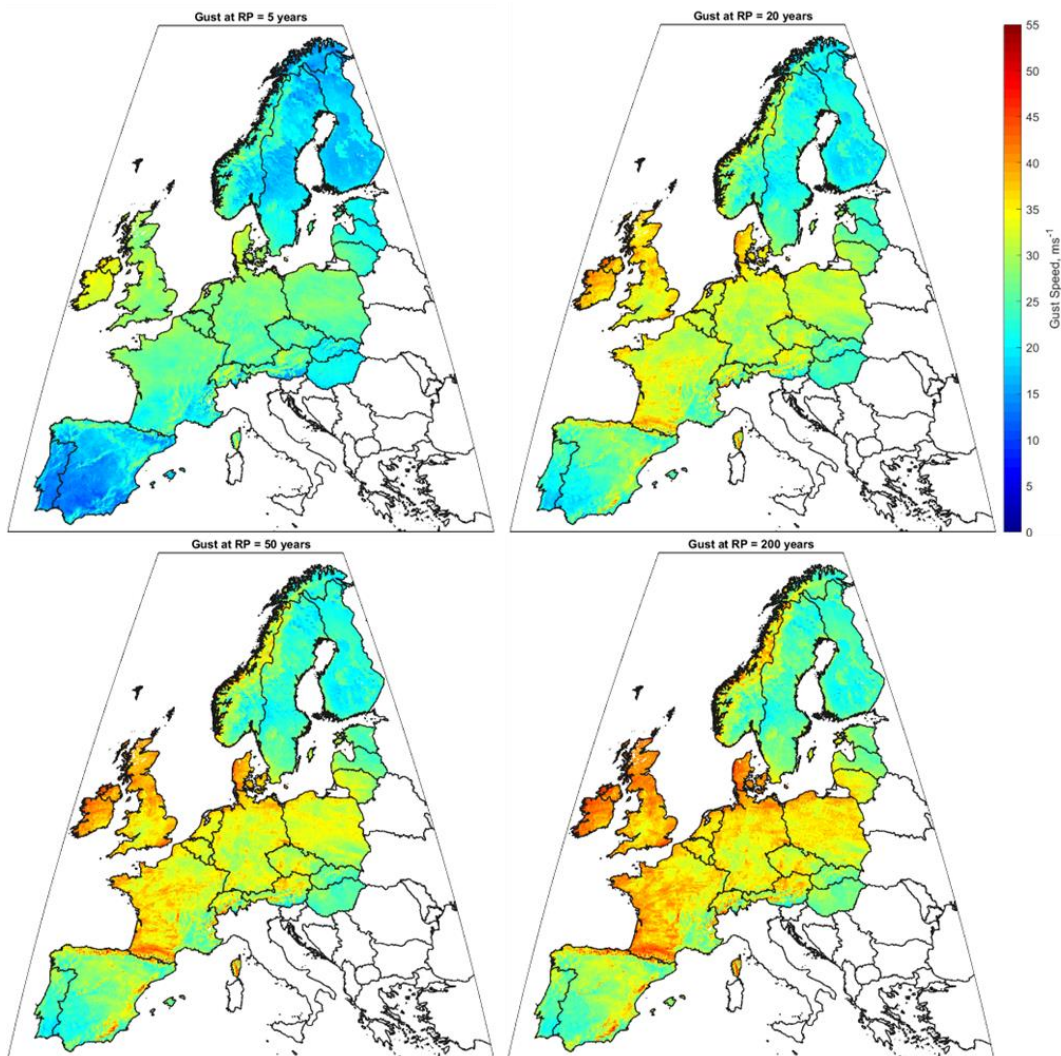 Gust at RP = 5 years
Gust at RP = 20 years
55
50
45
40
35
30
25
20
15
10
5
0
Gust Speed, ms⁻¹
Gust at RP = 50 years
Gust at RP = 200 years